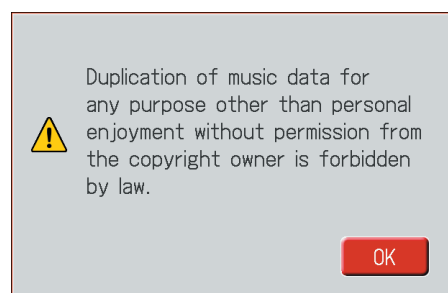 Duplication of music data for
any purpose other than personal
enjoyment without permission from
the copyright owner is forbidden
by law.
OK